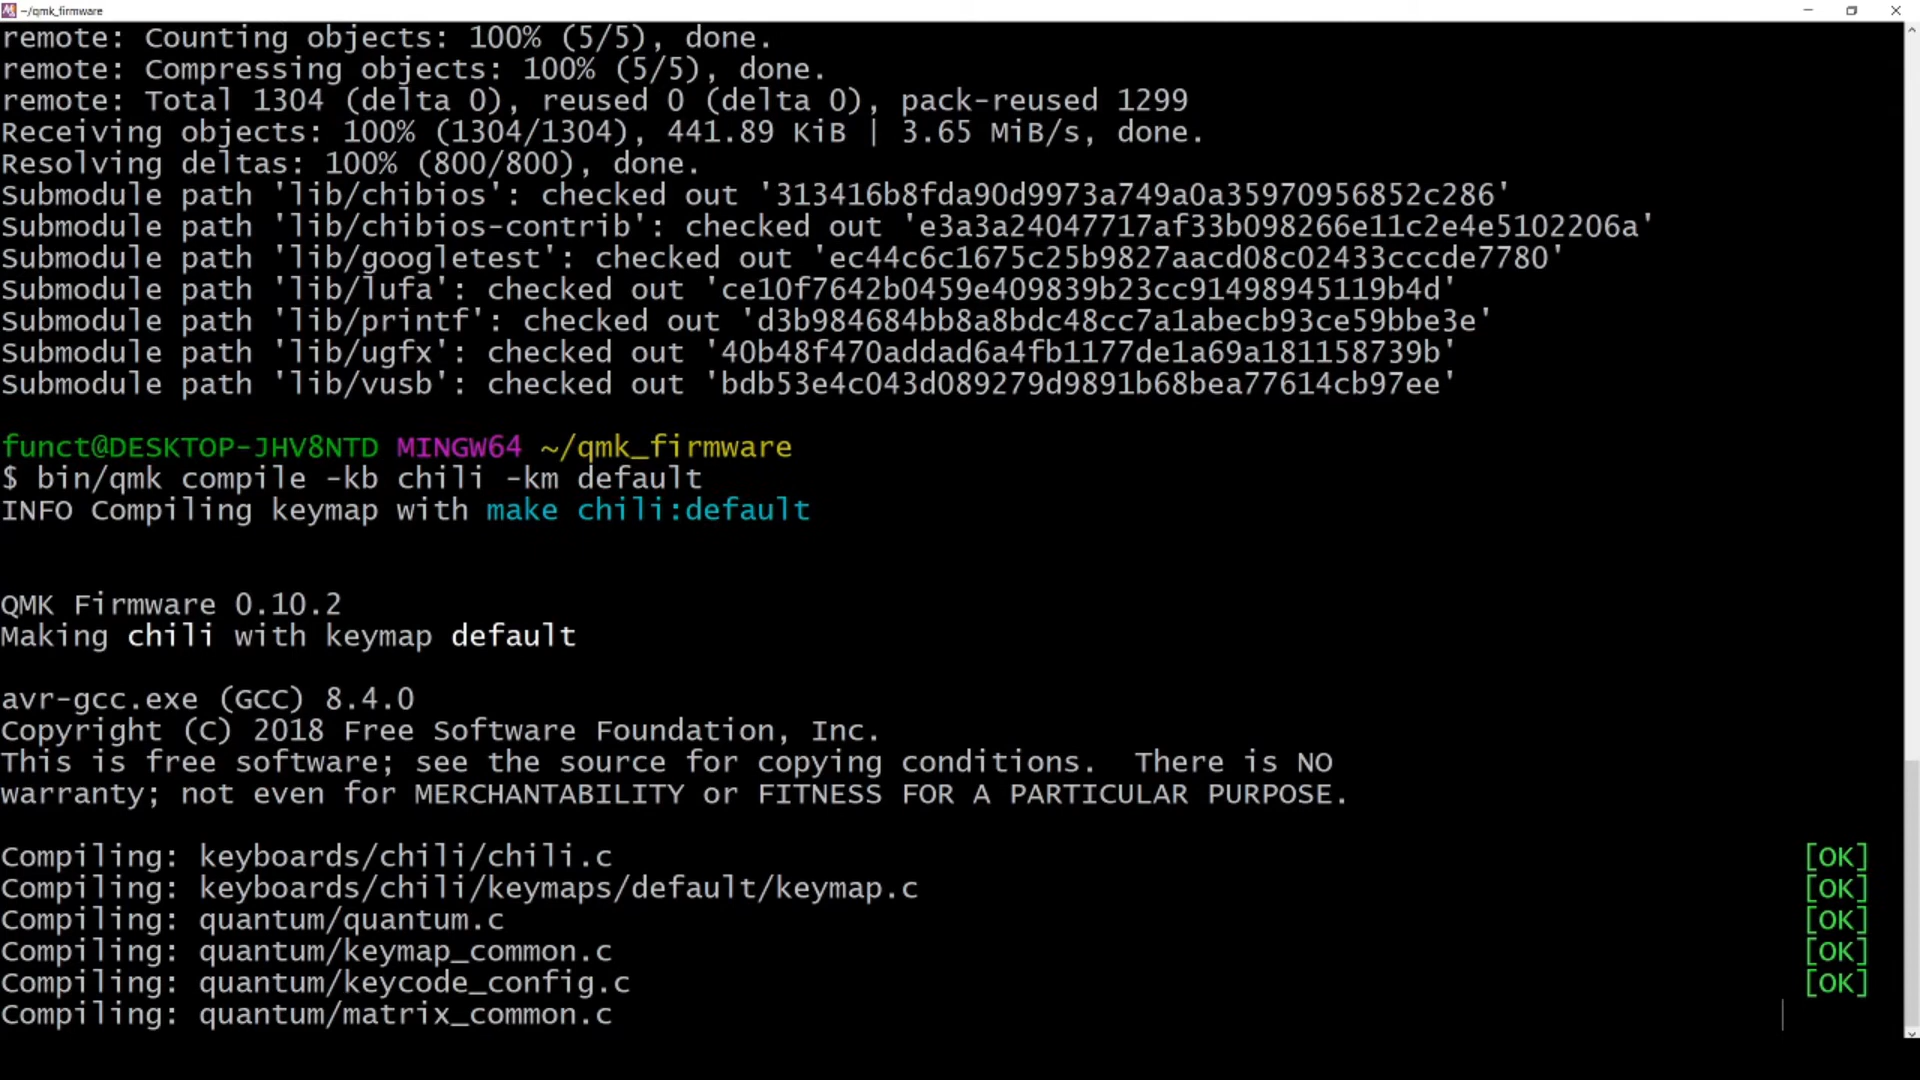 ~/qmk_firmware
remote: Counting objects: 100% (5/5), done.
remote: Compressing objects: 100% (5/5), done.
remote: Total 1304 (delta 0), reused 0 (delta 0), pack-reused 1299
Receiving objects: 100% (1304/1304), 441.89 KiB | 3.65 MiB/s, done.
Resolving deltas: 100% (800/800), done.
Submodule path 'lib/chibios': checked out '313416b8fda90d9973a749a0a35970956852c286'
Submodule path 'lib/chibios-contrib': checked out 'e3a3a24047717af33b098266e11c2e4e5102206a'
Submodule path 'lib/googletest': checked out 'ec44c6c1675c25b9827aacd08c02433cccde7780'
Submodule path 'lib/lufa': checked out 'ce10f7642b0459e409839b23cc91498945119b4d'
Submodule path 'lib/printf': checked out 'd3b984684bb8a8bdc48cc7a1abecb93ce59bbe3e'
Submodule path 'lib/ugfx': checked out '40b48f470addad6a4fb1177de1a69a181158739b'
Submodule path 'lib/vusb': checked out 'bdb53e4c043d089279d9891b68bea77614cb97ee'
funct@DESKTOP-JHV8NTD MINGW64 ~/qmk_firmware
$ bin/qmk compile -kb chili -km default
INFO Compiling keymap with make chili:default
QMK Firmware 0.10.2
Making chili with keymap default
avr-gcc.exe (GCC) 8.4.0
Copyright (C) 2018 Free Software Foundation, Inc.
This is free software; see the source for copying conditions.  There is NO
warranty; not even for MERCHANTABILITY or FITNESS FOR A PARTICULAR PURPOSE.
Compiling: keyboards/chili/chili.c [OK]
Compiling: keyboards/chili/keymaps/default/keymap.c [OK]
Compiling: quantum/quantum.c [OK]
Compiling: quantum/keymap_common.c [OK]
Compiling: quantum/keycode_config.c [OK]
Compiling: quantum/matrix_common.c